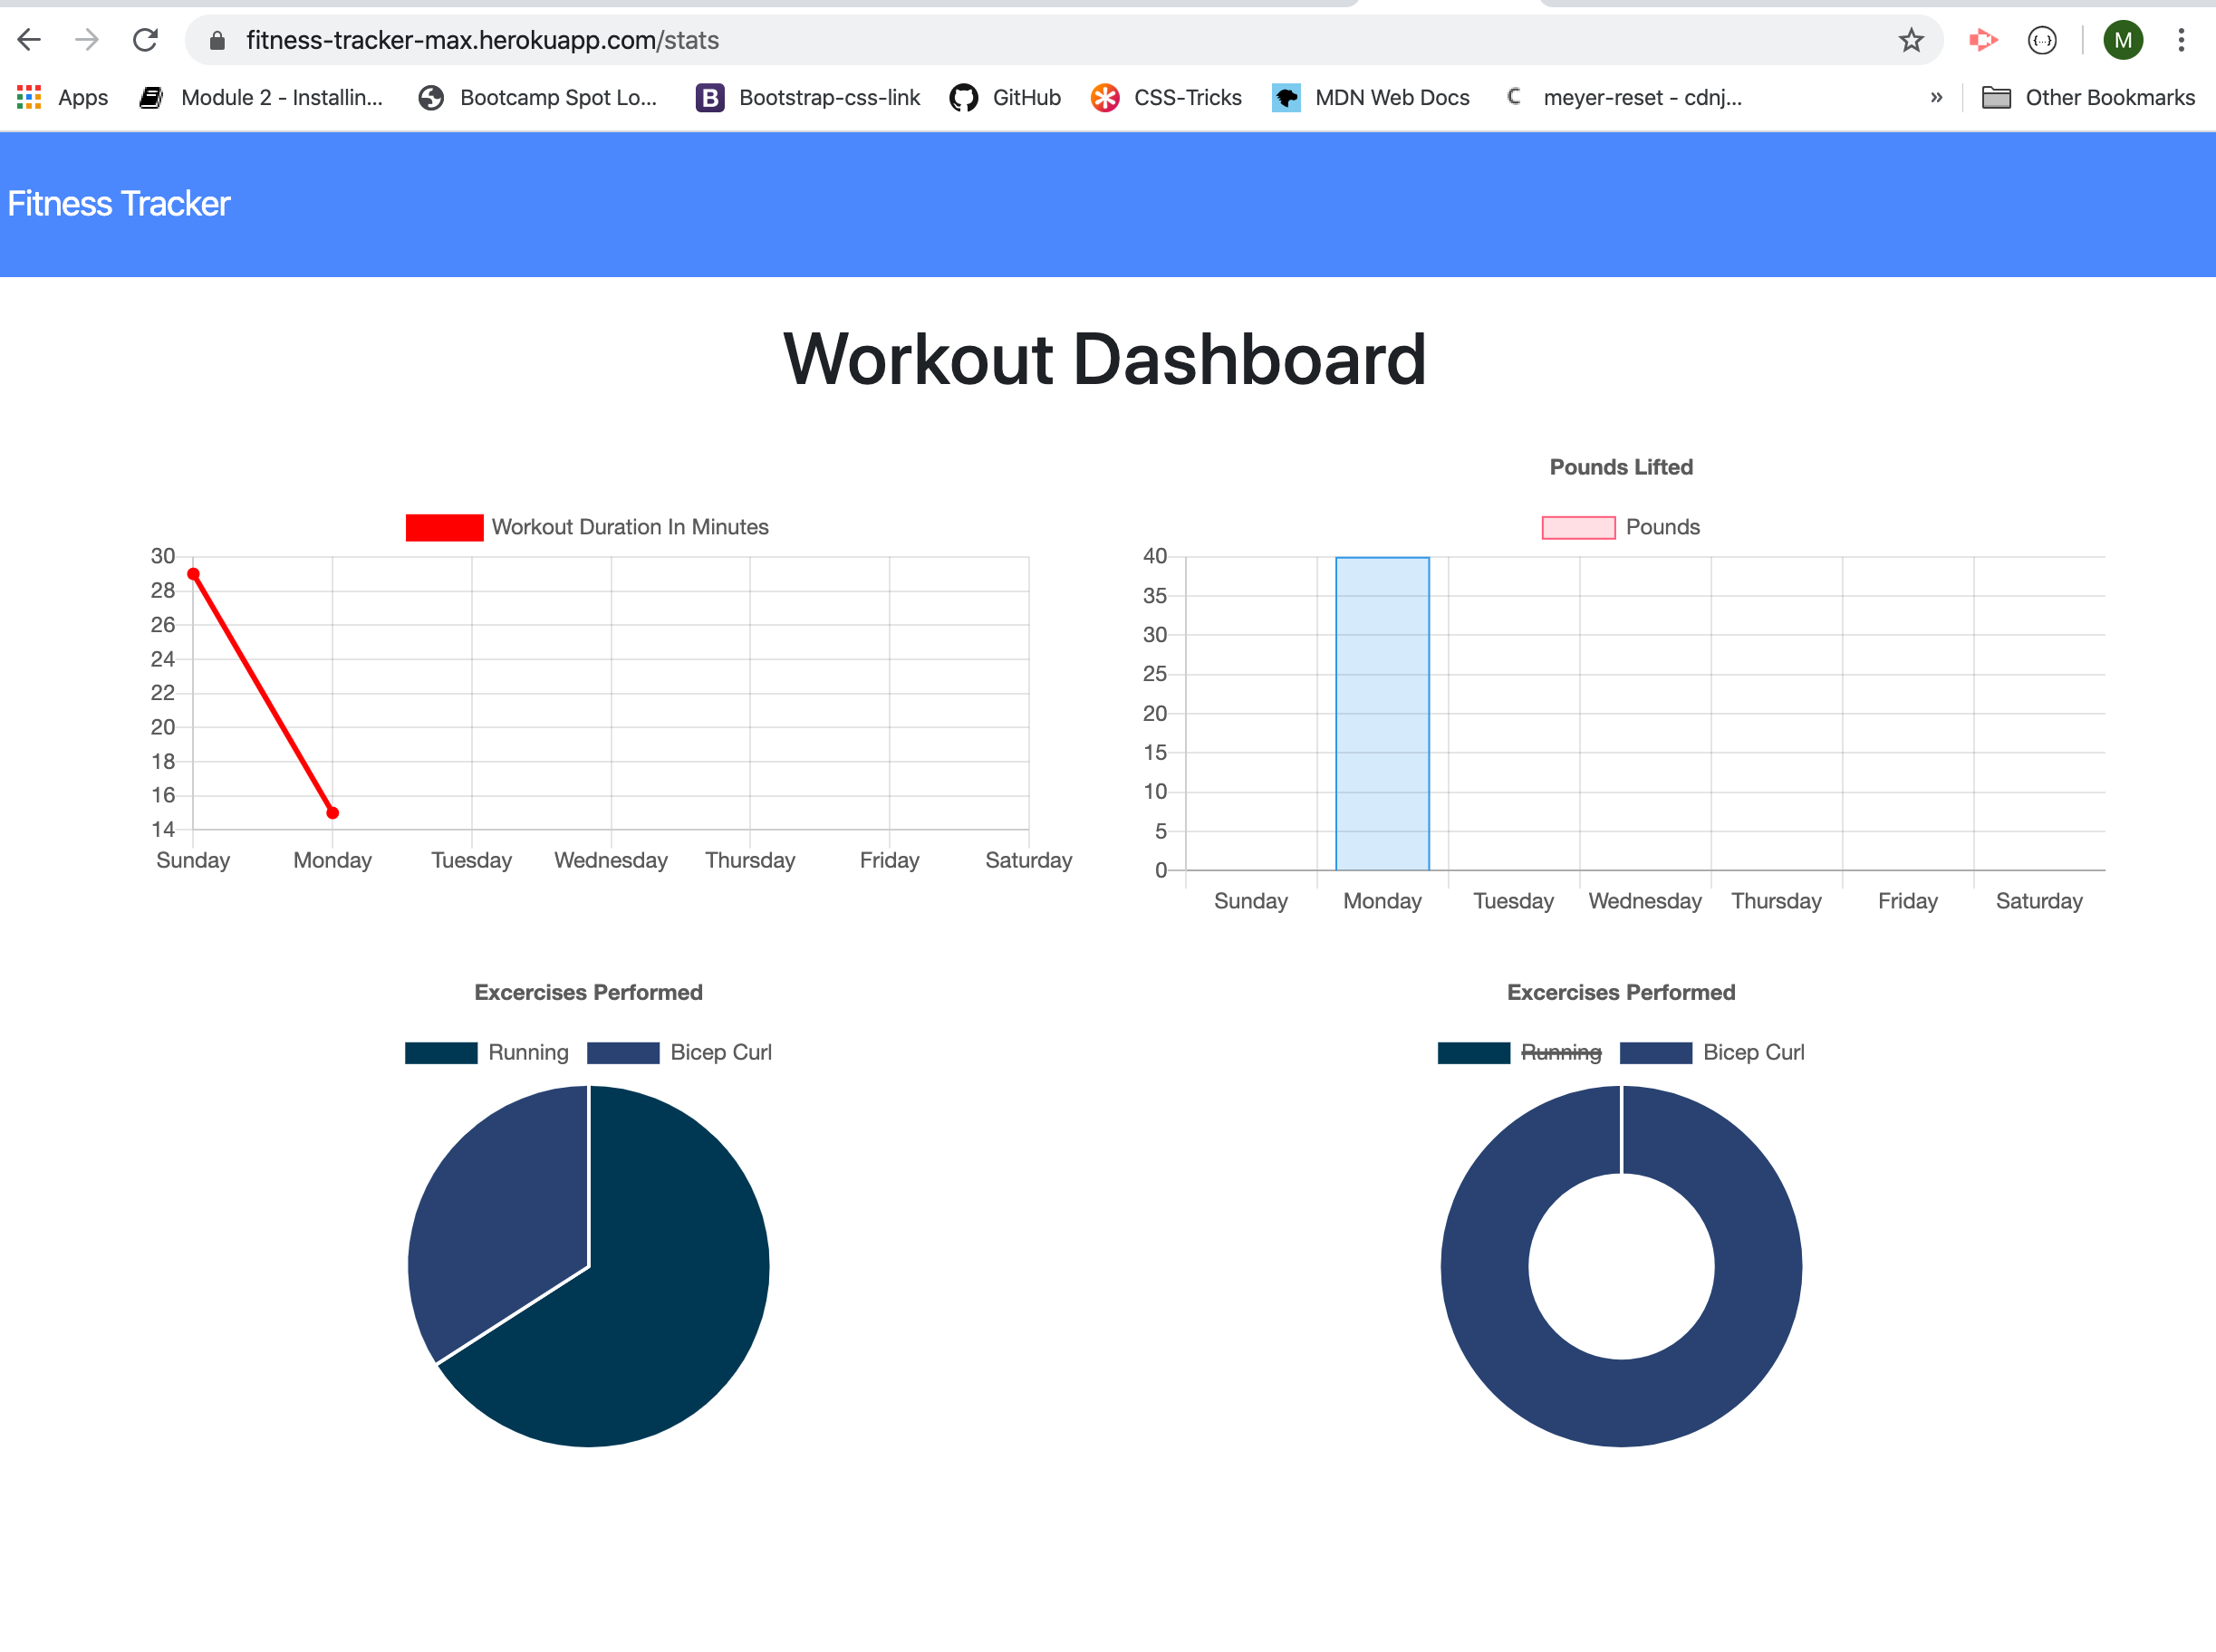 fitness-tracker-max.herokuapp.com/stats
M
Apps
Module 2 - Installin...
Bootcamp Spot Lo...
B
Bootstrap-css-link
GitHub
CSS-Tricks
MDN Web Docs
C
meyer-reset - cdnj...
»
Other Bookmarks
Fitness Tracker
Workout Dashboard
Workout Duration In Minutes
30
28
26
24
22
20
18
16
14
Sunday Monday Tuesday Wednesday Thursday Friday Saturday
Pounds Lifted
Pounds
40
35
30
25
20
15
10
5
0
Sunday Monday Tuesday Wednesday Thursday Friday Saturday
Excercises Performed
Running Bicep Curl
Excercises Performed
Running Bicep Curl